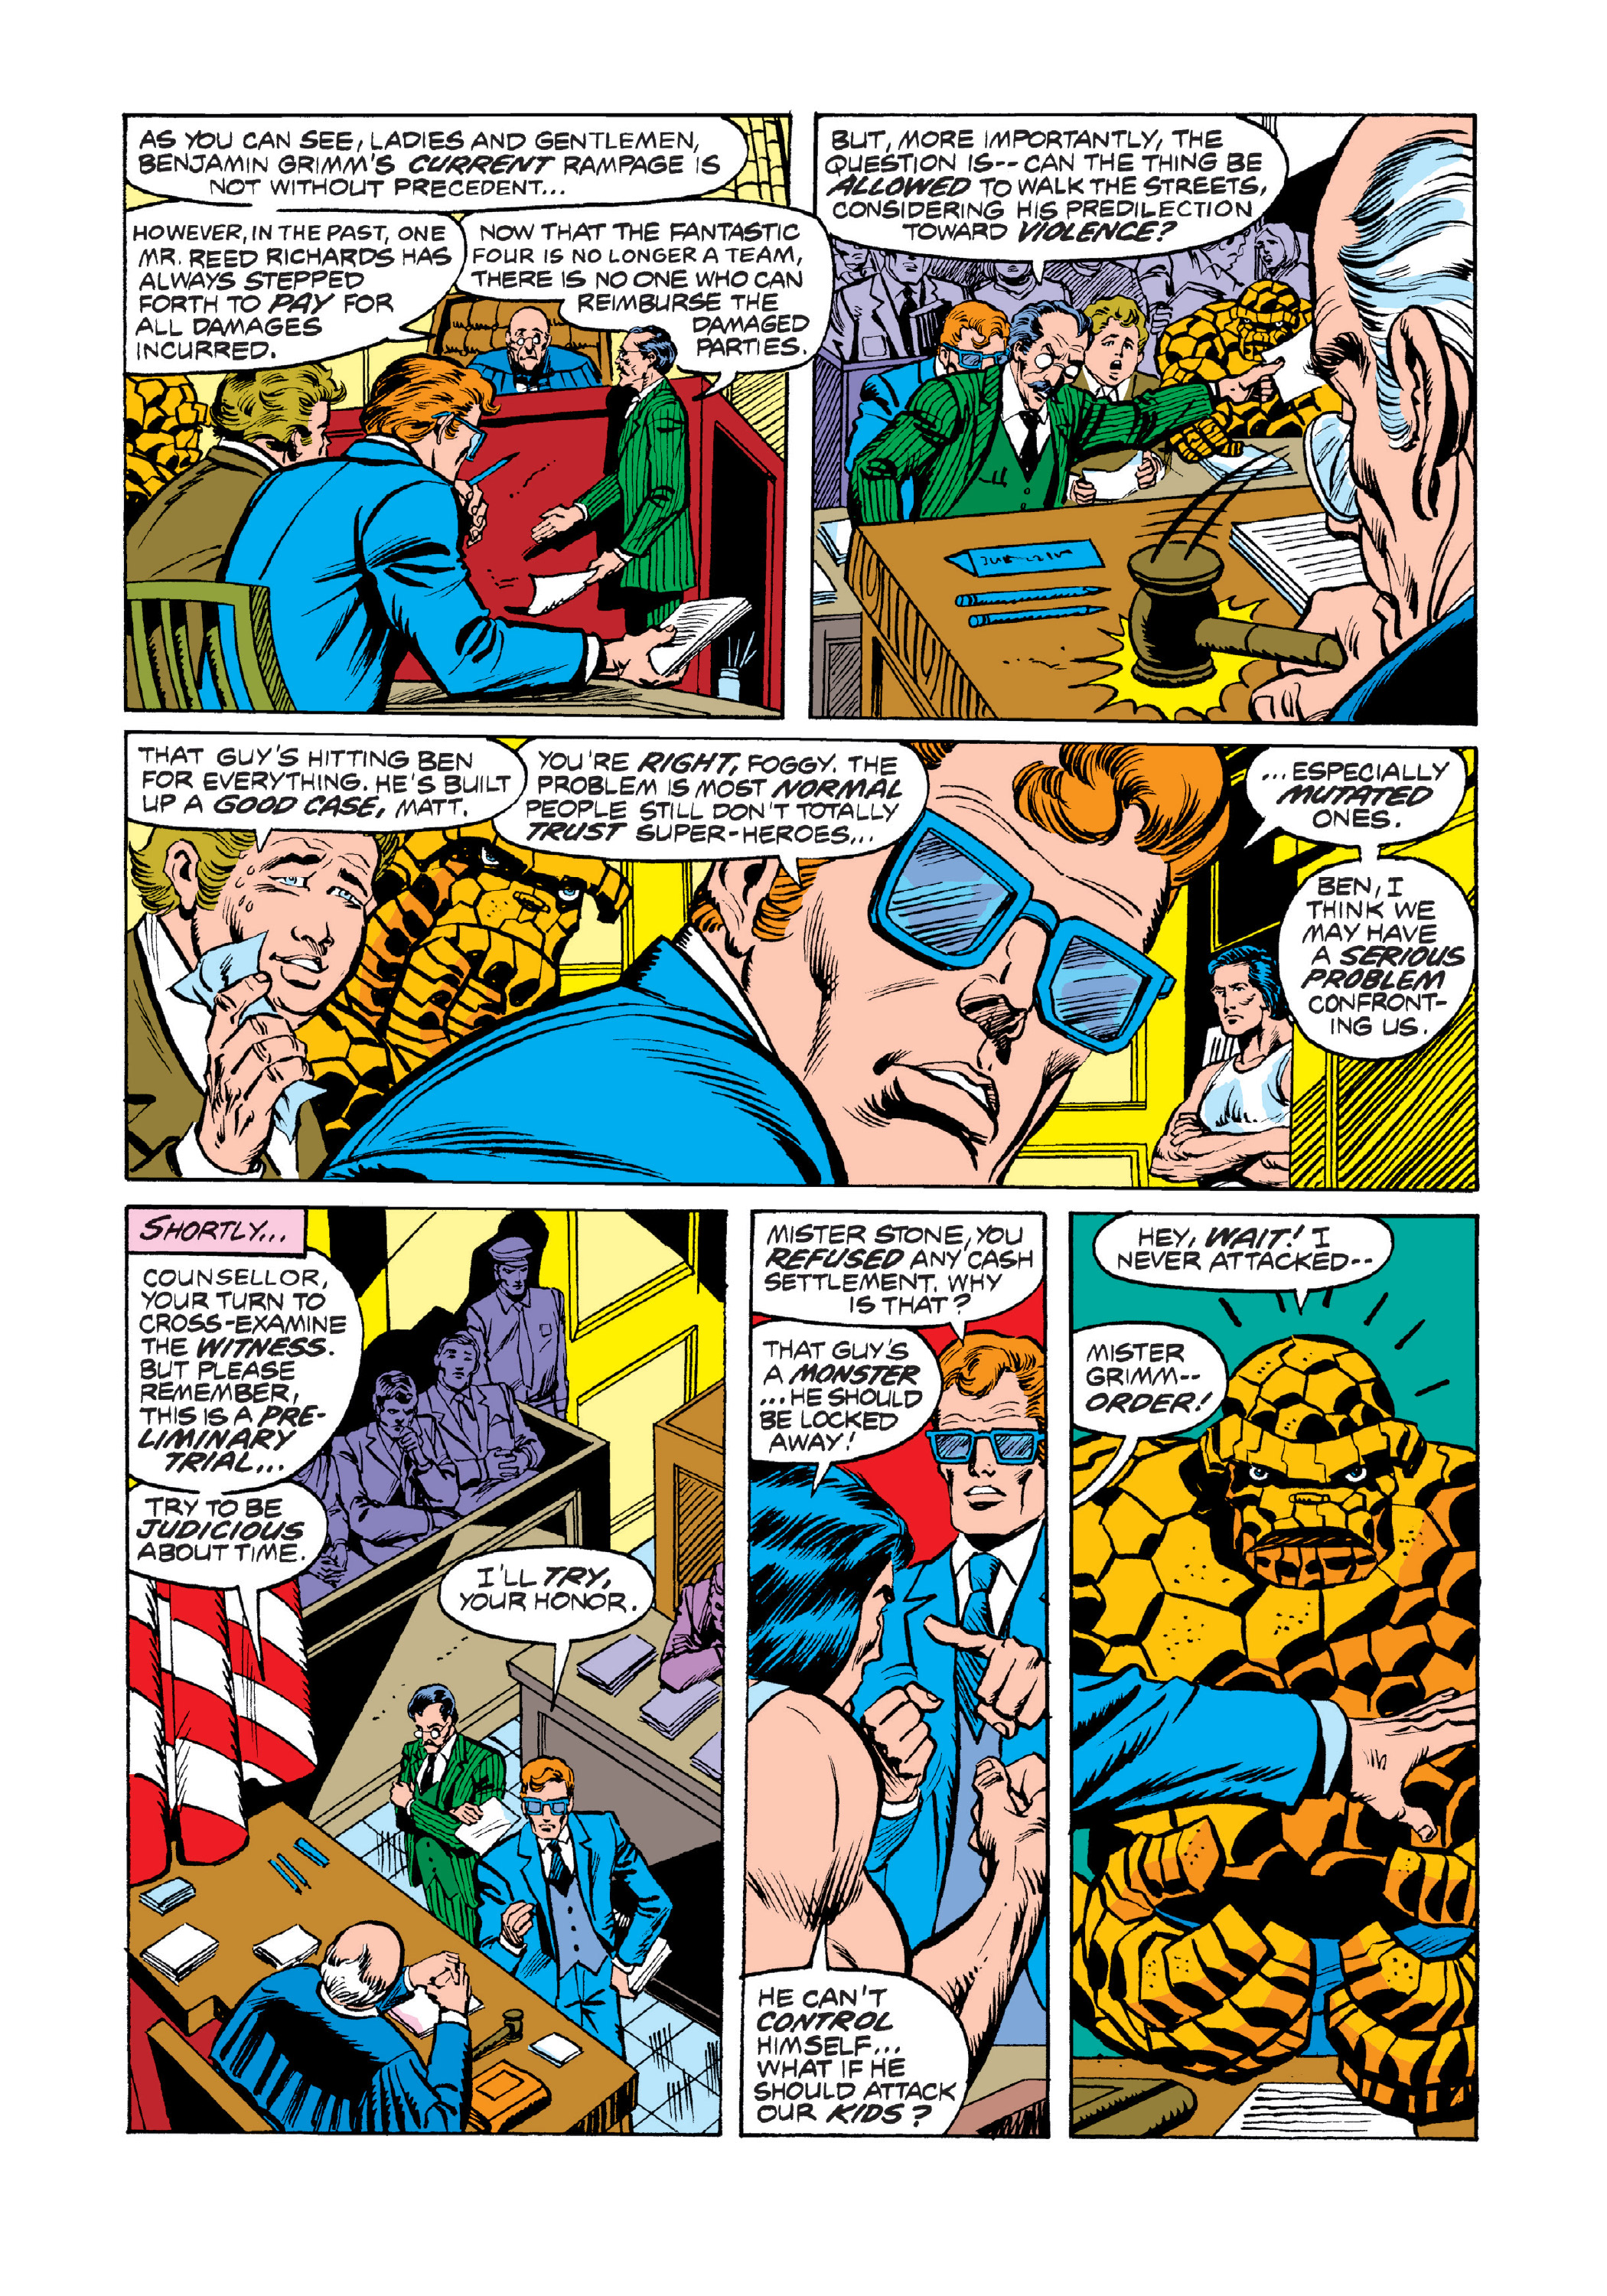 AS YOU CAN SEE, LADIES AND GENTLEMEN,
BENJAMIN GRIMM'S CURRENT RAMPAGE IS
NOT WITHOUT PRECEDENT...
HOWEVER, IN THE PAST, ONE
MR. REED RICHARDS HAS
ALWAYS STEPPED
FORTH TO PAY FOR
ALL DAMAGES
INCURRED.
NOW THAT THE FANTASTIC
FOUR IS NO LONGER A TEAM,
THERE IS NO ONE WHO CAN
REIMBURSE THE
DAMAGED
PARTIES.
BUT, MORE IMPORTANTLY, THE
QUESTION IS-- CAN THE THING BE
ALLOWED TO WALK THE STREETS,
CONSIDERING HIS PREDILECTION
TOWARD VIOLENCE?
THAT GUY'S HITTING BEN
FOR EVERYTHING. HE'S BUILT
UP A GOOD CASE, MATT.
YOU'RE RIGHT, FOGGY. THE
PROBLEM IS MOST NORMAL
PEOPLE STILL DON'T TOTALLY
TRUST SUPER-HEROES...
...ESPECIALLY
MUTATED
ONES.
BEN, I
THINK WE
MAY HAVE
A SERIOUS
PROBLEM
CONFRONT-
ING US.
SHORTLY...
COUNSELLOR,
YOUR TURN TO
CROSS-EXAMINE
THE WITNESS.
BUT PLEASE
REMEMBER,
THIS IS A PRE-
LIMINARY
TRIAL...
TRY TO BE
JUDICIOUS
ABOUT TIME.
I'LL TRY,
YOUR HONOR.
MISTER STONE, YOU
REFUSED ANY CASH
SETTLEMENT. WHY
IS THAT?
THAT GUY'S
A MONSTER
...HE SHOULD
BE LOCKED
AWAY!
HE CAN'T
CONTROL
HIMSELF...
WHAT IF HE
SHOULD ATTACK
OUR KIDS?
HEY, WAIT! I
NEVER ATTACKED--
MISTER
GRIMM--
ORDER!